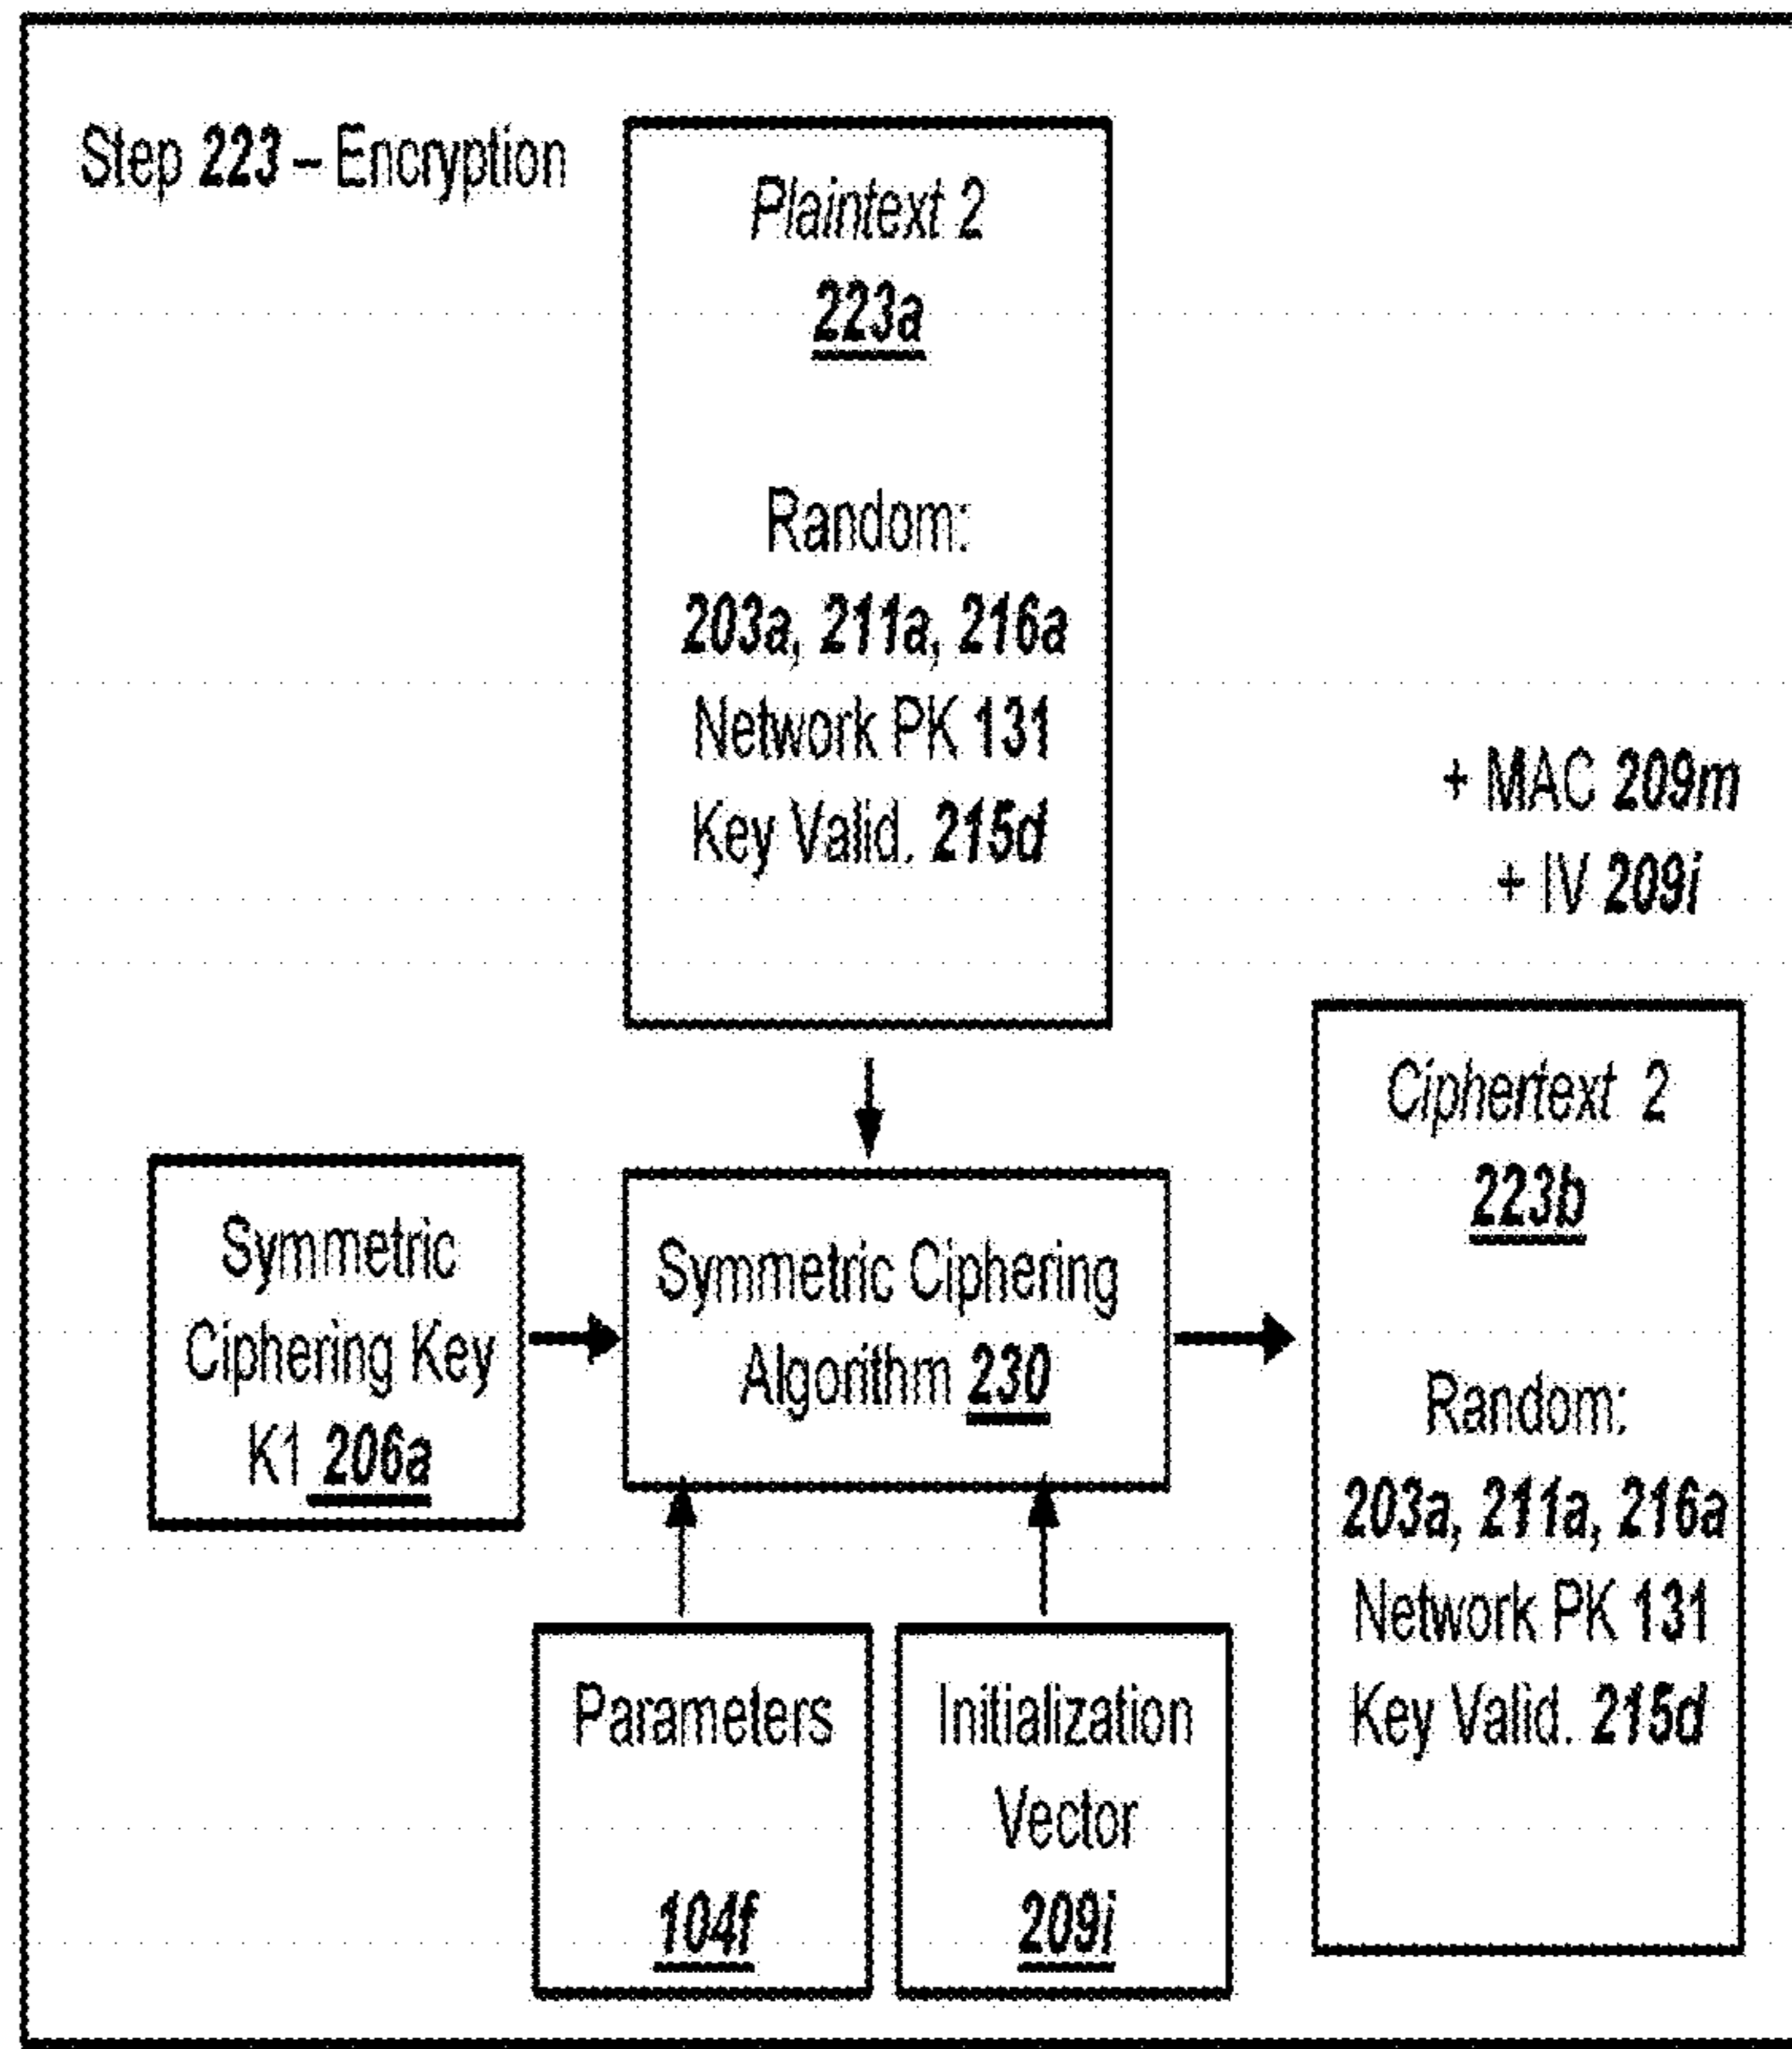 Step 223 – Encryption
Plaintext 2
223a
Random:
203a, 211a, 216a
Network PK 131
Key Valid. 215d
+ MAC 209m
+ IV 209i
Symmetric
Ciphering Key
K1 206a
Symmetric Ciphering
Algorithm 230
Ciphertext 2
223b
Random:
203a, 211a, 216a
Network PK 131
Key Valid. 215d
Parameters
104f
Initialization
Vector
209i